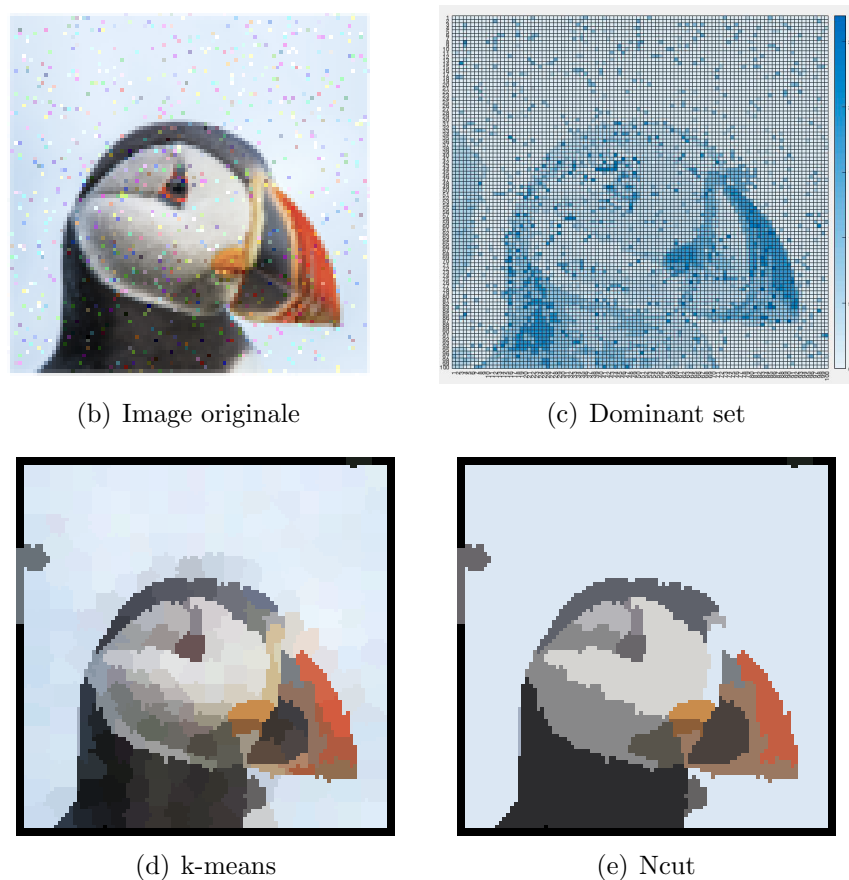 (b) Image originale
(c) Dominant set
(d) k-means
(e) Ncut